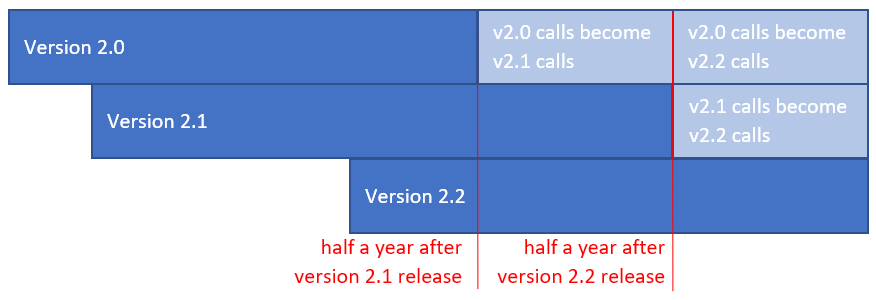 Version 2.0
v2.0 calls become
v2.1 calls
v2.0 calls become
v2.2 calls
Version 2.1
v2.1 calls become
v2.2 calls
Version 2.2
half a year after
version 2.1 release
half a year after
version 2.2 release